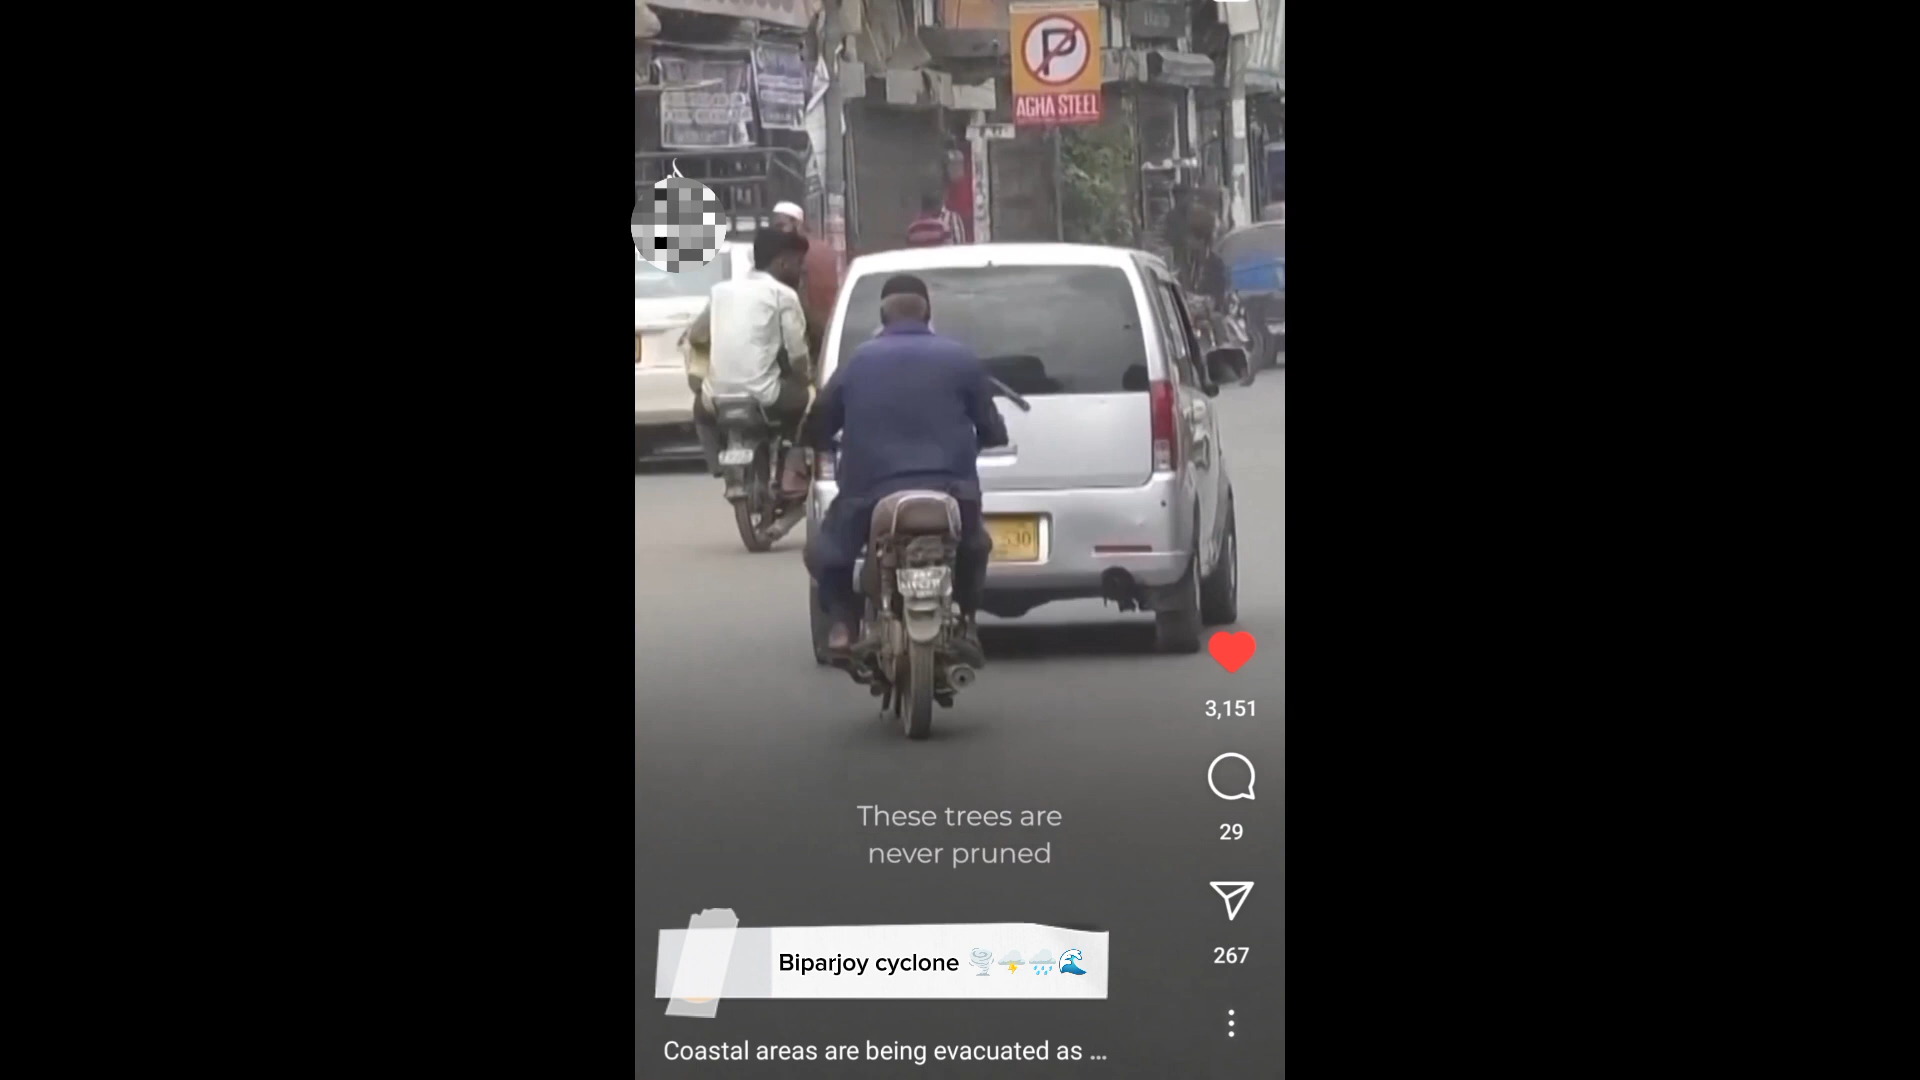 P
AGHA STEEL
30
3,151
These trees are
never pruned
29
Biparjoy cyclone 🌪️🌩️🌧️🌊
267
Coastal areas are being evacuated as ...